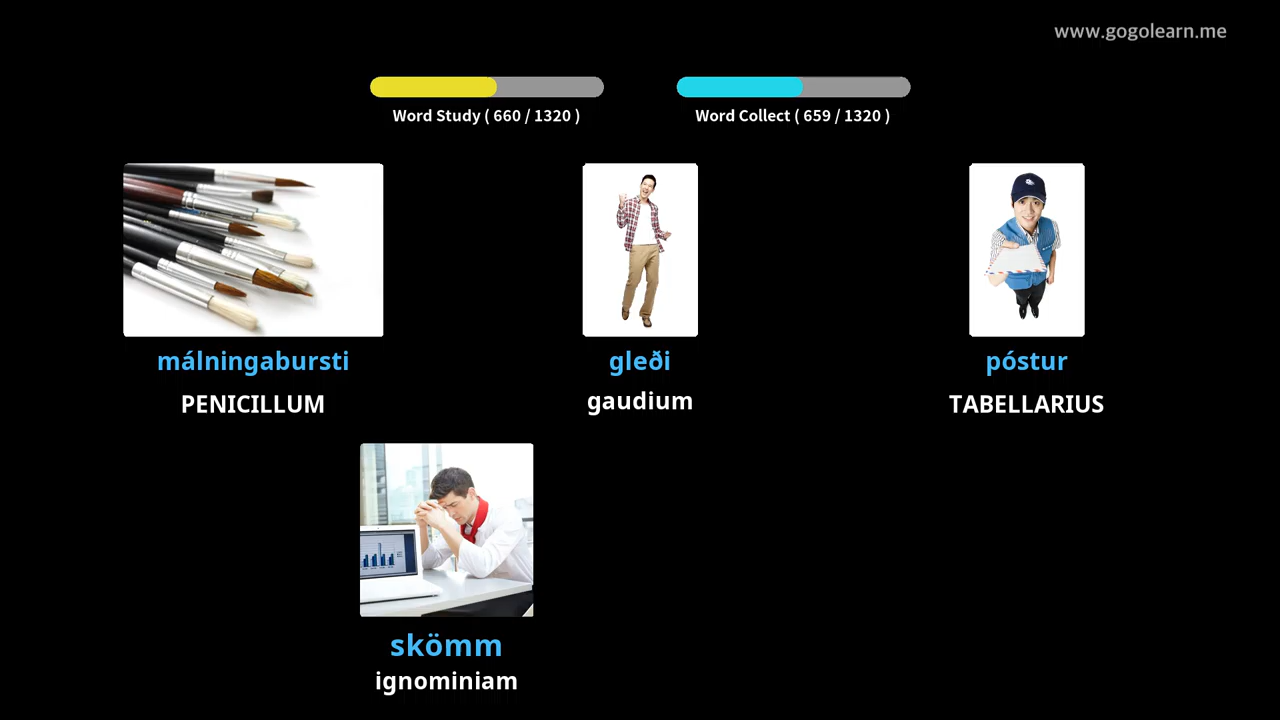 www.gogolearn.me
Word Study ( 660 / 1320 )
Word Collect ( 659 / 1320 )
málningabursti
gleði
póstur
PENICILLUM
gaudium
TABELLARIUS
skömm
ignominiam